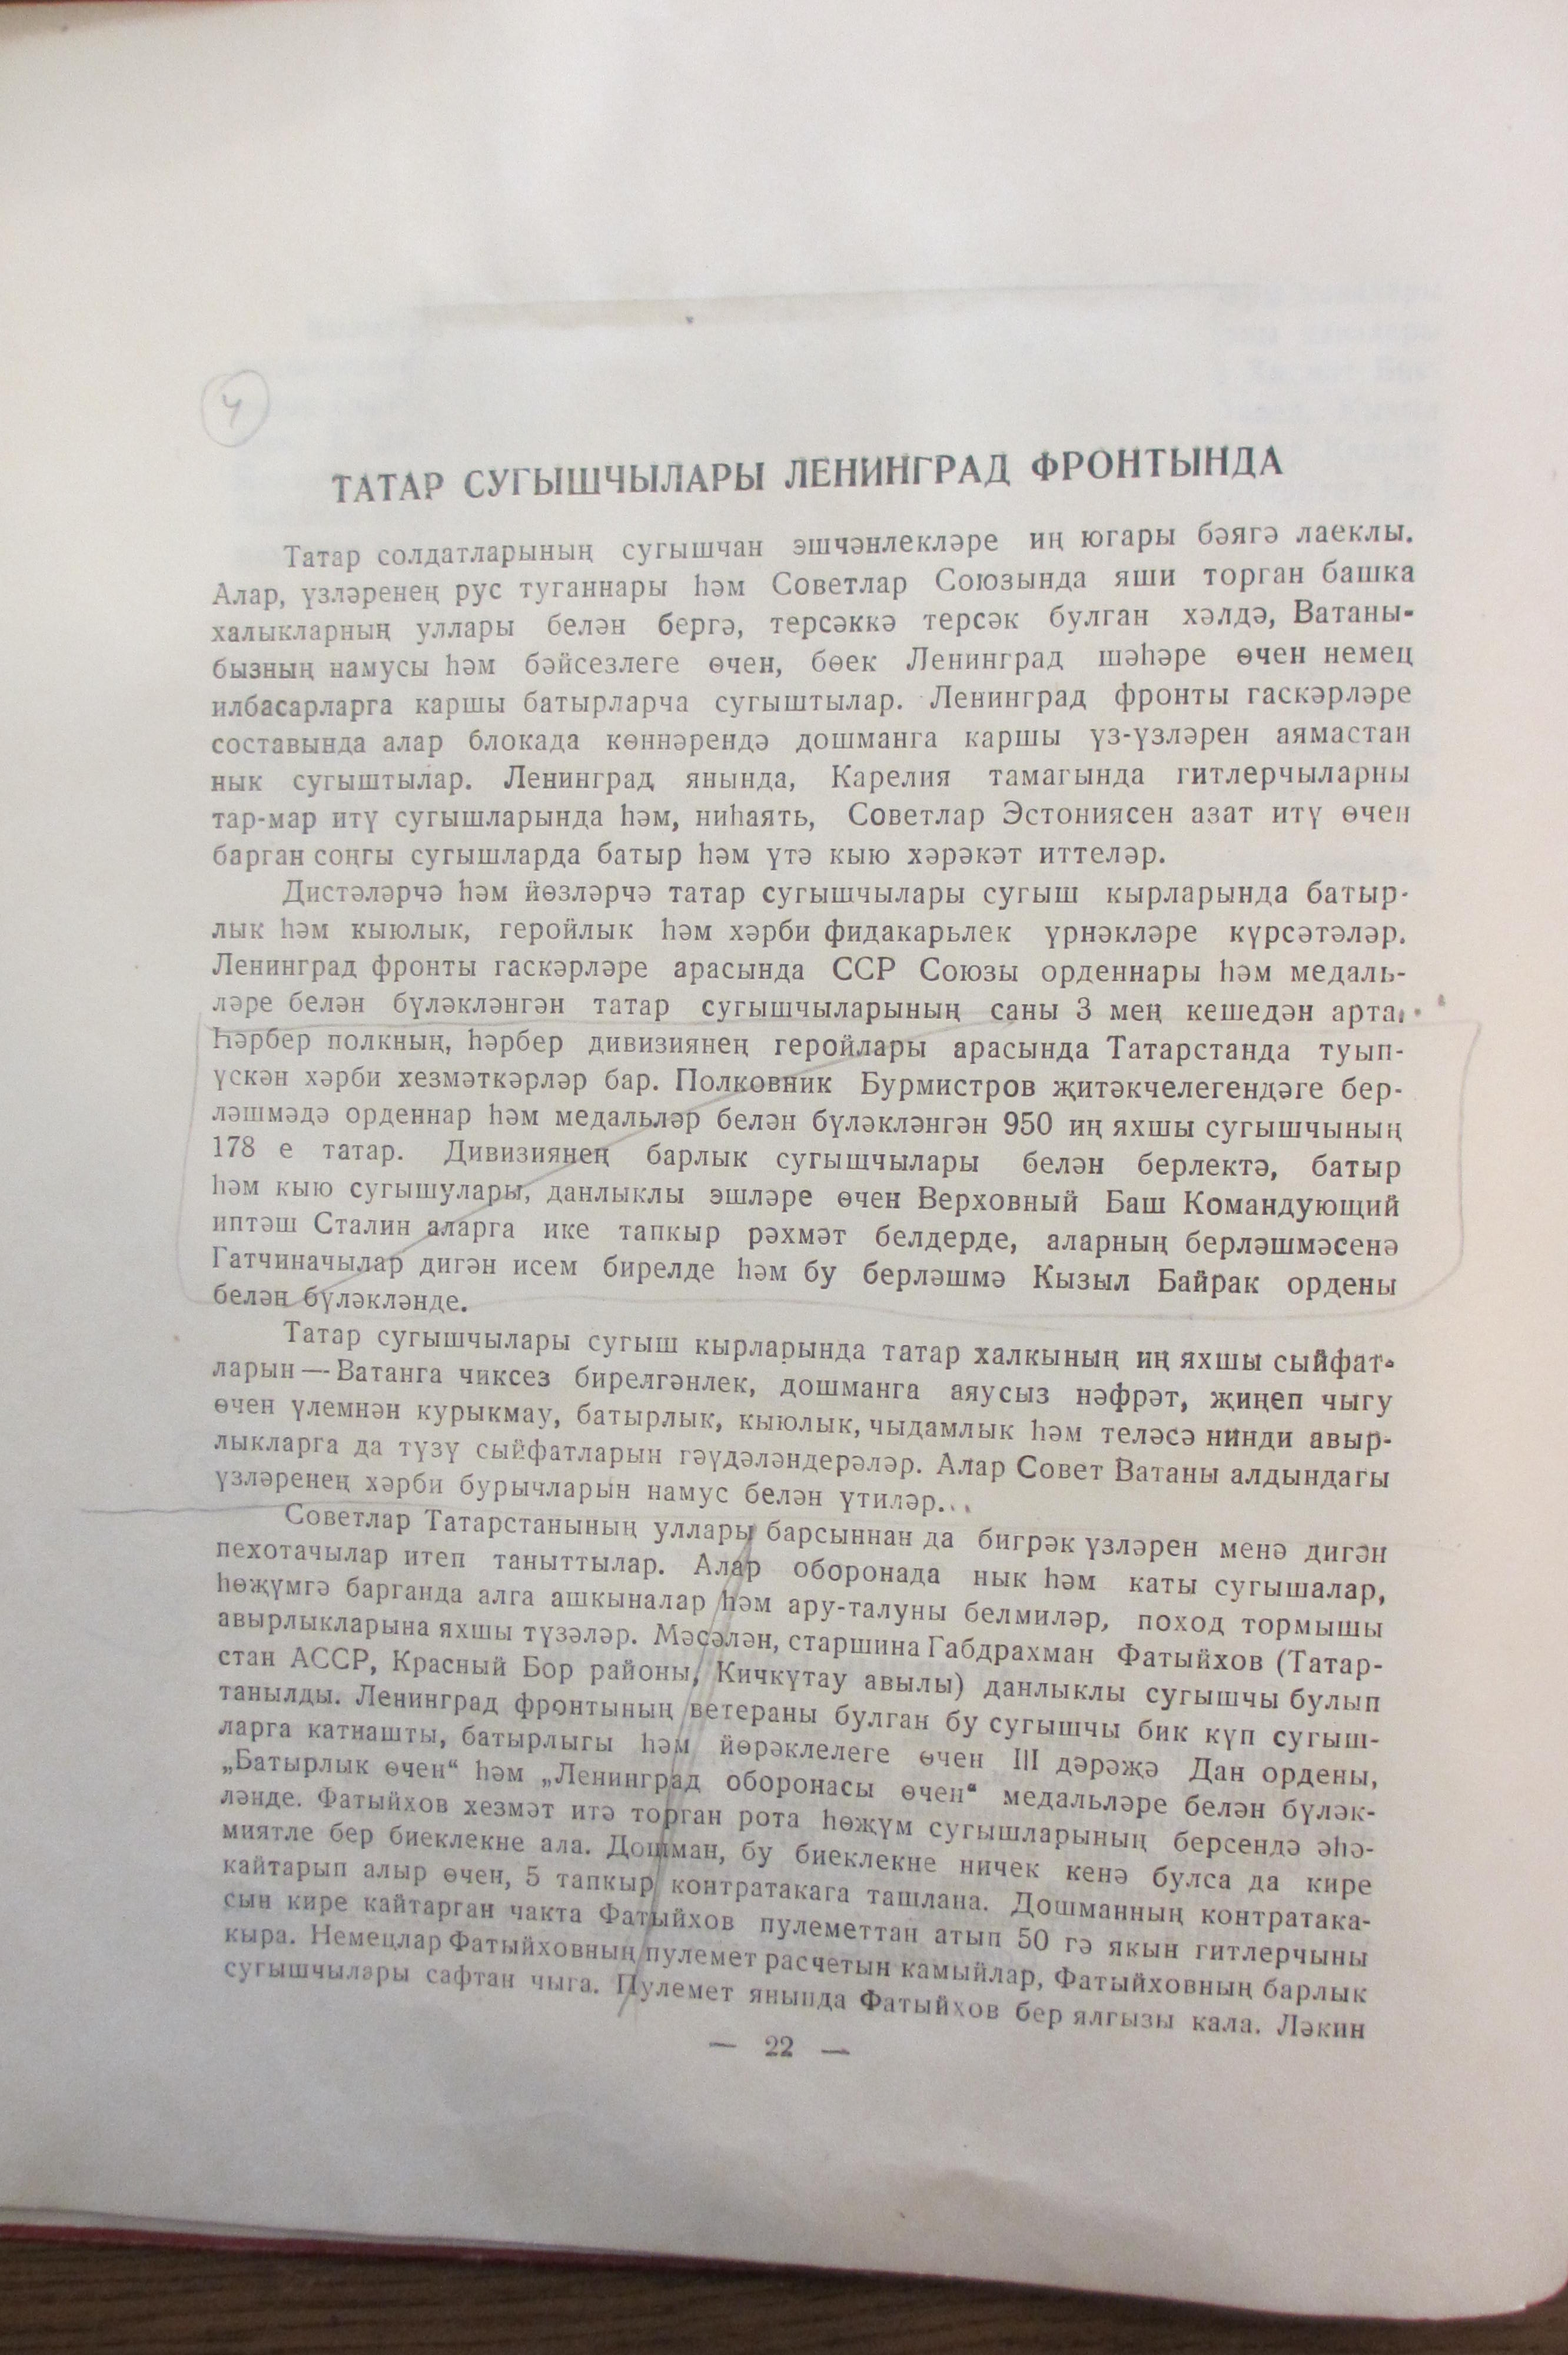 4
ТАТАР СУГЫШЧЫЛАРЫ ЛЕНИНГРАД ФРОНТЫНДА
Татар солдатларының сугышчан эшчәнлекләре иң югары бәягә лаеклы.
Алар, үзләренең рус туганнары һәм Советлар Союзында яши торган башка
халыкларның уллары белән бергә, терсәккә терсәк булган хәлдә, Ватаны-
бызның намусы һәм бәйсезлеге өчен, бөек Ленинград шәһәре өчен немец
илбасарларга каршы батырларча сугыштылар. Ленинград фронты гаскәрләре
составында алар блокада көннәрендә дошманга каршы үз-үзләрен аямастан
нык сугыштылар. Ленинград янында, Карелия тамагында гитлерчыларны
тар-мар итү сугышларында һәм, ниһаять, Советлар Эстониясен азат итү өчен
барган соңгы сугышларда батыр һәм үтә кыю хәрәкәт иттеләр.
Дистәләрчә һәм йөзләрчә татар сугышчылары сугыш кырларында батыр-
лык һәм кыюлык, геройлык һәм хәрби фидакарьлек үрнәкләре күрсәтәләр.
Ленинград фронты гаскәрләре арасында ССР Союзы орденнары һәм медаль-
ләре белән бүләкләнгән татар сугышчыларының саны 3 мең кешедән арта.
Һәрбер полкның, һәрбер дивизиянең геройлары арасында Татарстанда туып-
үскән хәрби хезмәткәрләр бар. Полковник Бурмистров җитәкчелегендәге бер-
ләшмәдә орденнар һәм медальләр белән бүләкләнгән 950 иң яхшы сугышчының
178 е татар. Дивизиянең барлык сугышчылары белән берлектә, батыр
һәм кыю сугышулары, данлыклы эшләре өчен Верховный Баш Командующий
иптәш Сталин аларга ике тапкыр рәхмәт белдерде, аларның берләшмәсенә
Гатчиначылар дигән исем бирелде һәм бу берләшмә Кызыл Байрак ордены
белән бүләкләнде.
Татар сугышчылары сугыш кырларында татар халкының иң яхшы сыйфат-
ларын — Ватанга чиксез бирелгәнлек, дошманга аяусыз нәфрәт, җиңеп чыгу
өчен үлемнән курыкмау, батырлык, кыюлык, чыдамлык һәм теләсә нинди авыр-
лыкларга да түзү сыйфатларын гәүдәләндерәләр. Алар Совет Ватаны алдындагы
үзләренең хәрби бурычларын намус белән үтиләр...
Советлар Татарстанының уллары барсыннан да бигрәк үзләрен менә дигән
пехотачылар итеп таныттылар. Алар оборонада нык һәм каты сугышалар,
һөҗүмгә барганда алга ашкыналар һәм ару-талуны белмиләр, поход тормышы
авырлыкларына яхшы түзәләр. Мәсәлән, старшина Габдрахман Фатыйхов (Татар-
стан АССР, Красный Бор районы, Кичкүтау авылы) данлыклы сугышчы булып
танылды. Ленинград фронтының ветераны булган бу сугышчы бик күп сугыш-
ларга катнашты, батырлыгы һәм йөрәклелеге өчен III дәрәҗә Дан ордены,
„Батырлык өчен“ һәм „Ленинград оборонасы өчен“ медальләре белән бүләк-
ләнде. Фатыйхов хезмәт итә торган рота һөҗүм сугышларының берсендә әһә-
миятле бер биеклекне ала. Дошман, бу биеклекне ничек кенә булса да кире
кайтарып алыр өчен, 5 тапкыр контратакага ташлана. Дошманның контратака-
сын кире кайтарган чакта Фатыйхов пулеметтан атып 50 гә якын гитлерчыны
кыра. Немецлар Фатыйховның пулемет расчетын камыйлар, Фатыйховның барлык
сугышчылары сафтан чыга. Пулемет янында Фатыйхов бер ялгызы кала. Ләкин
— 22 —